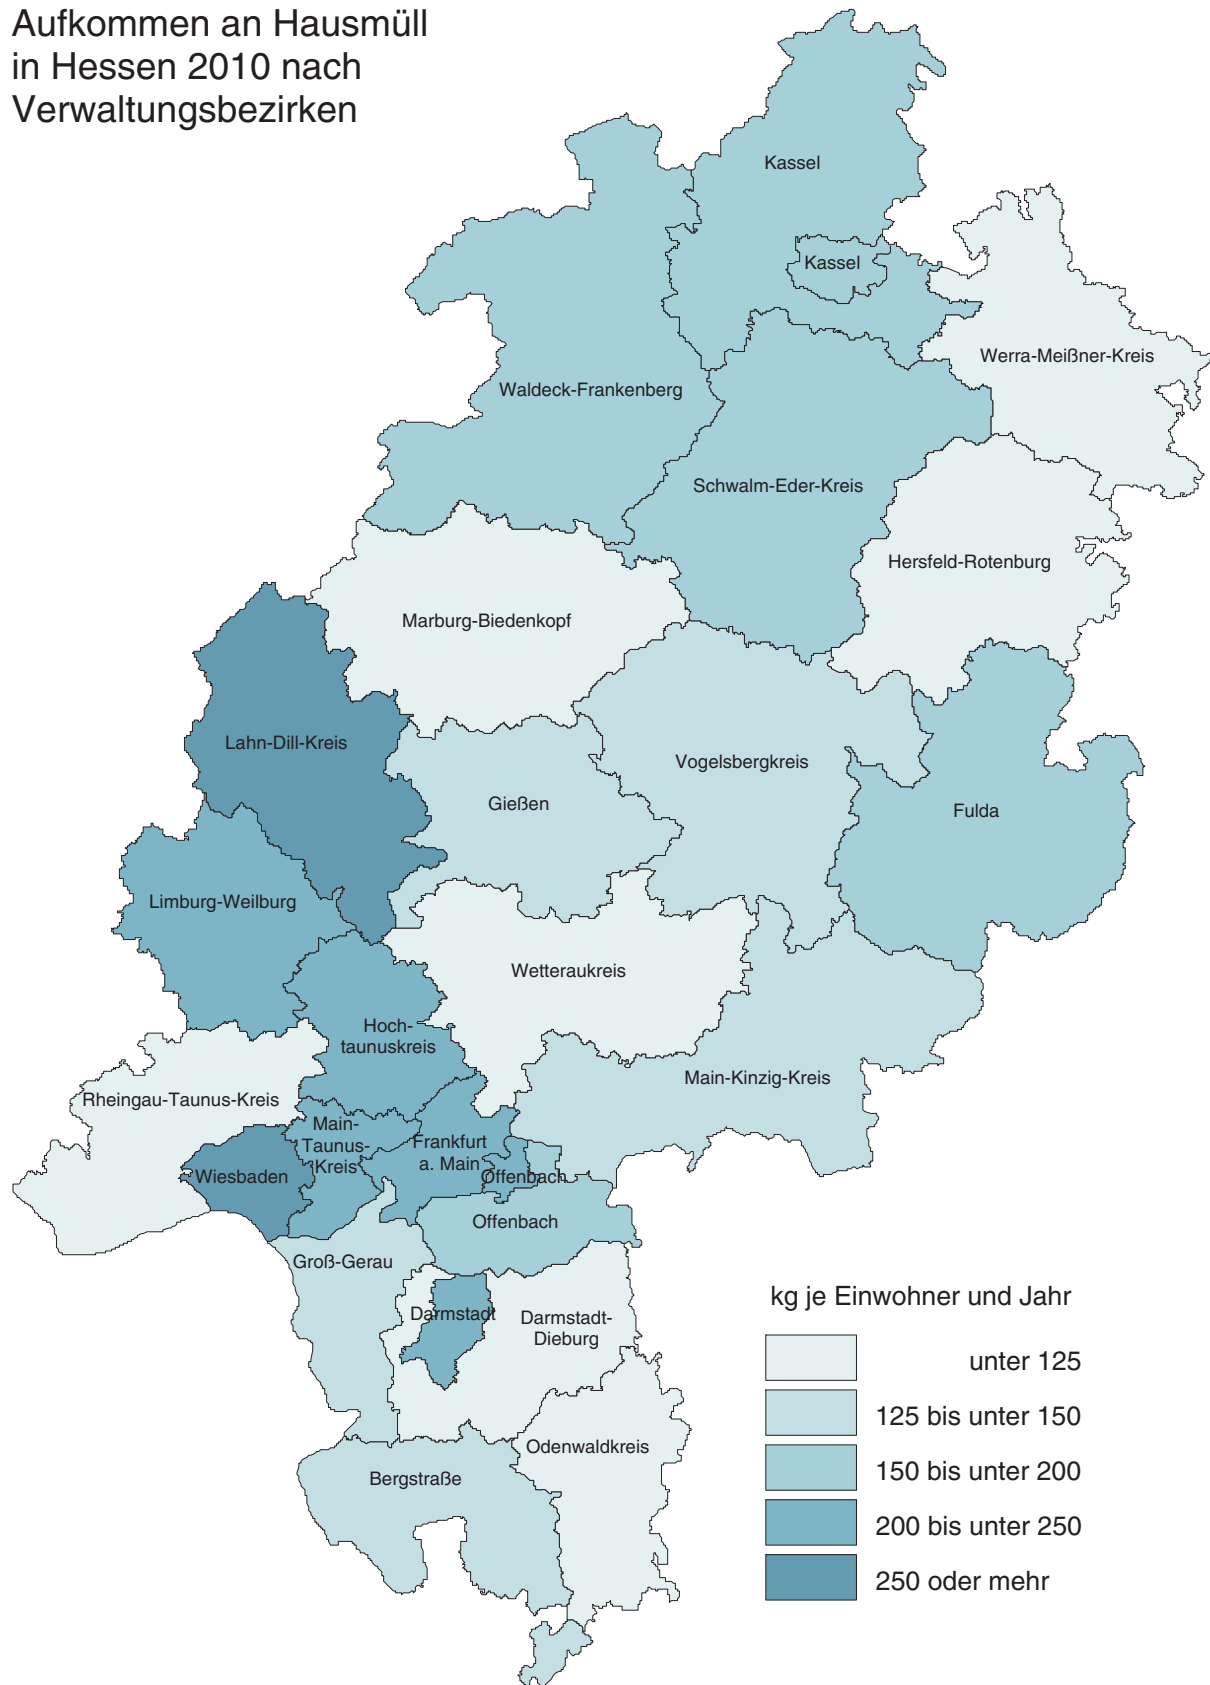 Aufkommen an Hausmüll
in Hessen 2010 nach
Verwaltungsbezirken
Kassel
Kassel
Werra-Meißner-Kreis
Waldeck-Frankenberg
Schwalm-Eder-Kreis
Hersfeld-Rotenburg
Marburg-Biedenkopf
Lahn-Dill-Kreis
Vogelsbergkreis
Gießen
Fulda
Limburg-Weilburg
Wetteraukreis
Hoch-
taunuskreis
Main-Kinzig-Kreis
Rheingau-Taunus-Kreis
Main-
Taunus-
Kreis
Frankfurt
a. Main
Wiesbaden
Offenbach
Offenbach
Groß-Gerau
Darmstadt
Darmstadt-
Dieburg
Odenwaldkreis
Bergstraße
kg je Einwohner und Jahr
unter 125
125 bis unter 150
150 bis unter 200
200 bis unter 250
250 oder mehr